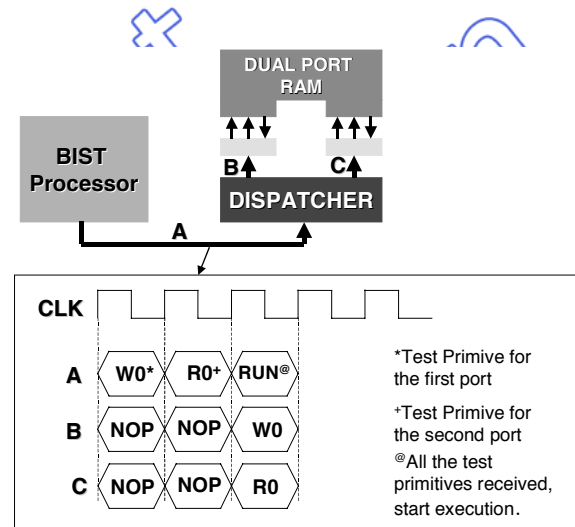 DUAL PORT
RAM
BIST
Processor
B
C
DISPATCHER
A
CLK
A W0* R0+ RUN@
B NOP NOP W0
C NOP NOP R0
*Test Primive for
the first port
+Test Primive for
the second port
@All the test
primitives received,
start execution.